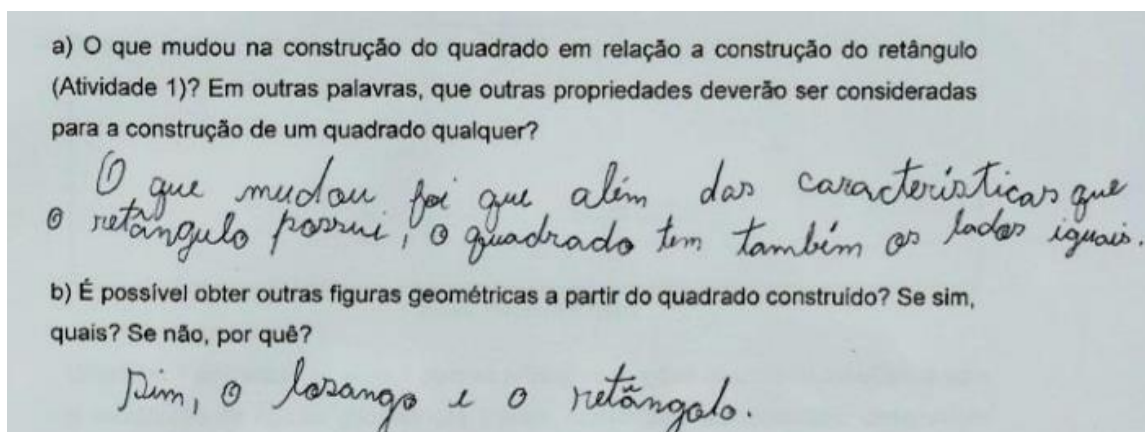 a) O que mudou na construção do quadrado em relação a construção do retângulo
(Atividade 1)? Em outras palavras, que outras propriedades deverão ser consideradas
para a construção de um quadrado qualquer?
O que mudou foi que além das características que
o retângulo possui, o quadrado tem também os lados iguais.
b) É possível obter outras figuras geométricas a partir do quadrado construído? Se sim,
quais? Se não, por quê?
Sim, o losango e o retângolo.